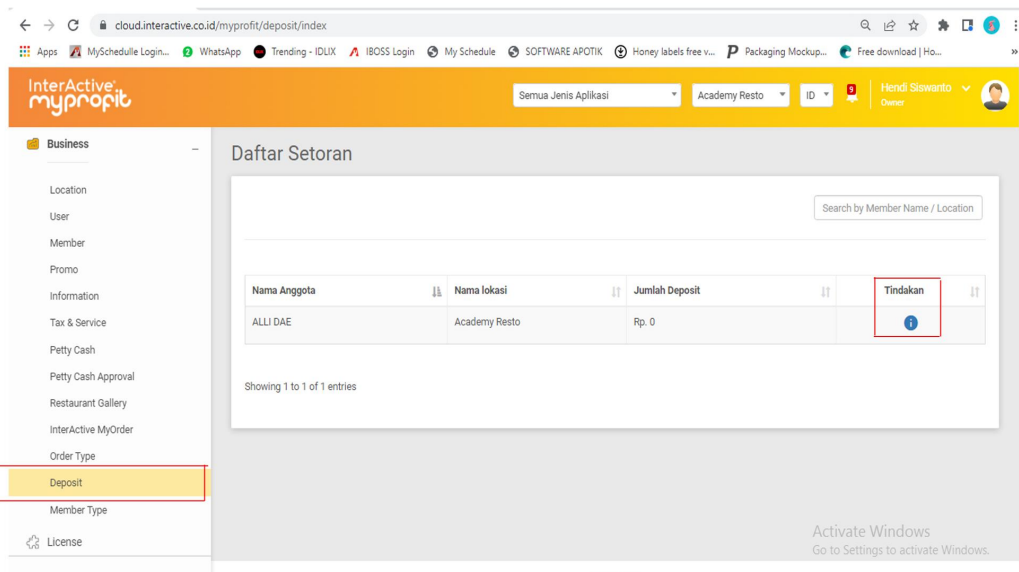 cloud.interactive.co.id/myprofit/deposit/index
Apps MySchedulle Login... WhatsApp Trending - IDLIX IBOSS Login My Schedule SOFTWARE APOTIK Honey labels free v... Packaging Mockup... Free download | Ho... »
InterActive
myprofit
Semua Jenis Aplikasi Academy Resto ID 9 Hendi Siswanto
Owner
Business
Location
User
Member
Promo
Information
Tax & Service
Petty Cash
Petty Cash Approval
Restaurant Gallery
InterActive MyOrder
Order Type
Deposit
Member Type
License
Daftar Setoran
Search by Member Name / Location
Nama Anggota Nama lokasi Jumlah Deposit Tindakan
ALLI DAE Academy Resto Rp. 0
Showing 1 to 1 of 1 entries
Activate Windows
Go to Settings to activate Windows.